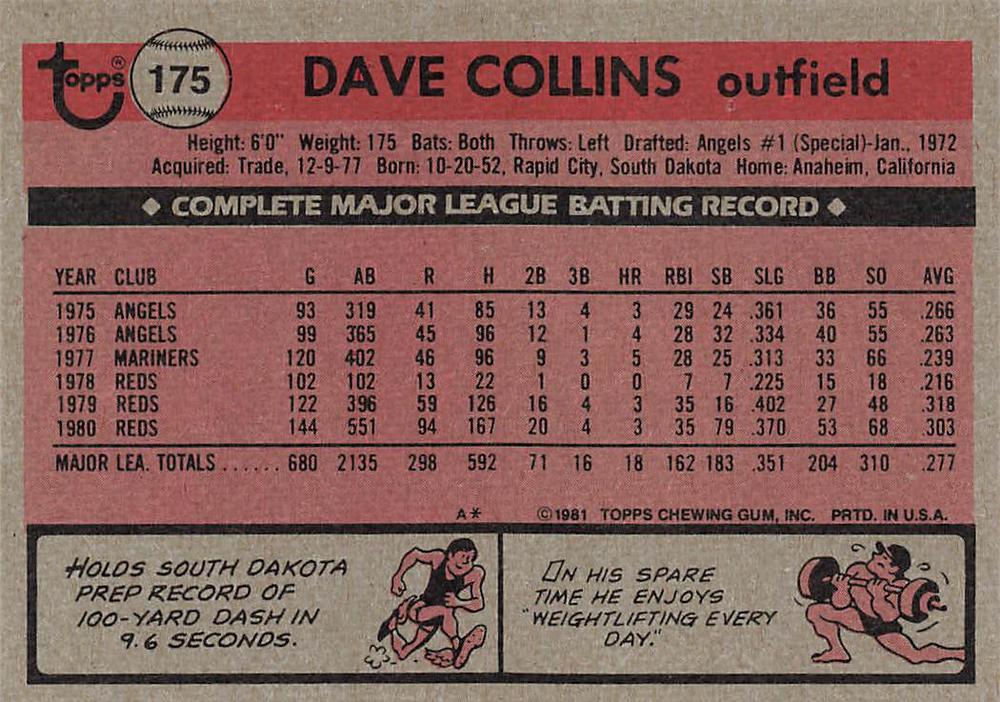 Topps®
175
DAVE COLLINS outfield
Height: 6'0" Weight: 175 Bats: Both Throws: Left Drafted: Angels #1 (Special)-Jan., 1972
Acquired: Trade, 12-9-77 Born: 10-20-52, Rapid City, South Dakota Home: Anaheim, California
◆ COMPLETE MAJOR LEAGUE BATTING RECORD ◆
YEAR CLUB G AB R H 2B 3B HR RBI SB SLG BB SO AVG
1975 ANGELS 93 319 41 85 13 4 3 29 24 .361 36 55 .266
1976 ANGELS 99 365 45 96 12 1 4 28 32 .334 40 55 .263
1977 MARINERS 120 402 46 96 9 3 5 28 25 .313 33 66 .239
1978 REDS 102 102 13 22 1 0 0 7 7 .225 15 18 .216
1979 REDS 122 396 59 126 16 4 3 35 16 .402 27 48 .318
1980 REDS 144 551 94 167 20 4 3 35 79 .370 53 68 .303
MAJOR LEA. TOTALS ...... 680 2135 298 592 71 16 18 162 183 .351 204 310 .277
A* ©1981 TOPPS CHEWING GUM, INC. PRTD. IN U.S.A.
HOLDS SOUTH DAKOTA
PREP RECORD OF
100-YARD DASH IN
9.6 SECONDS.
IN HIS SPARE
TIME HE ENJOYS
"WEIGHTLIFTING EVERY
DAY."